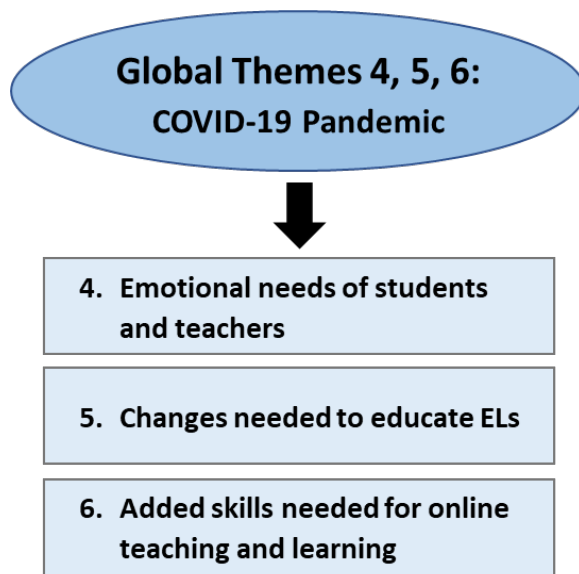 Global Themes 4, 5, 6:
COVID-19 Pandemic
4. Emotional needs of students
and teachers
5. Changes needed to educate ELs
6. Added skills needed for online
teaching and learning